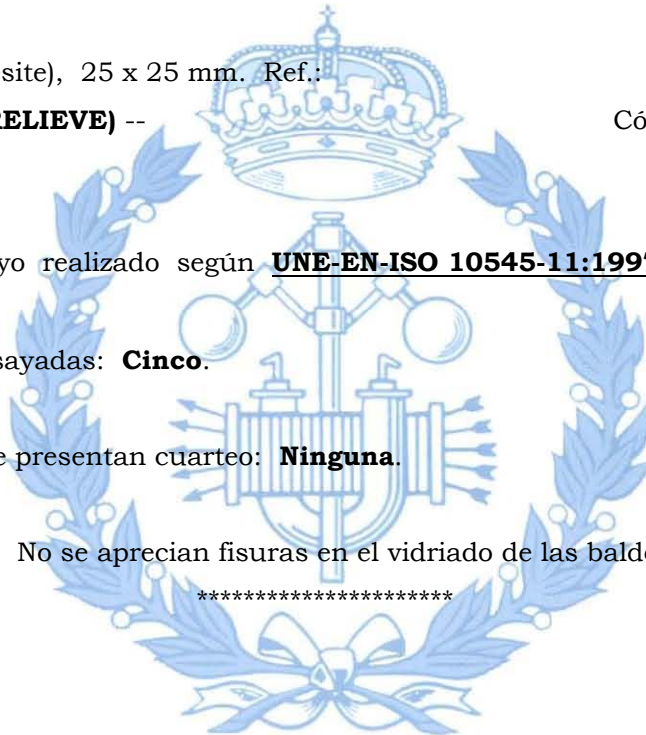 site), 25 x 25 mm. Ref.:
RELIEVE) -- Có
yo realizado según UNE-EN-ISO 10545-11:199
sayadas: Cinco.
e presentan cuarteo: Ninguna.
No se aprecian fisuras en el vidriado de las bald
**********************